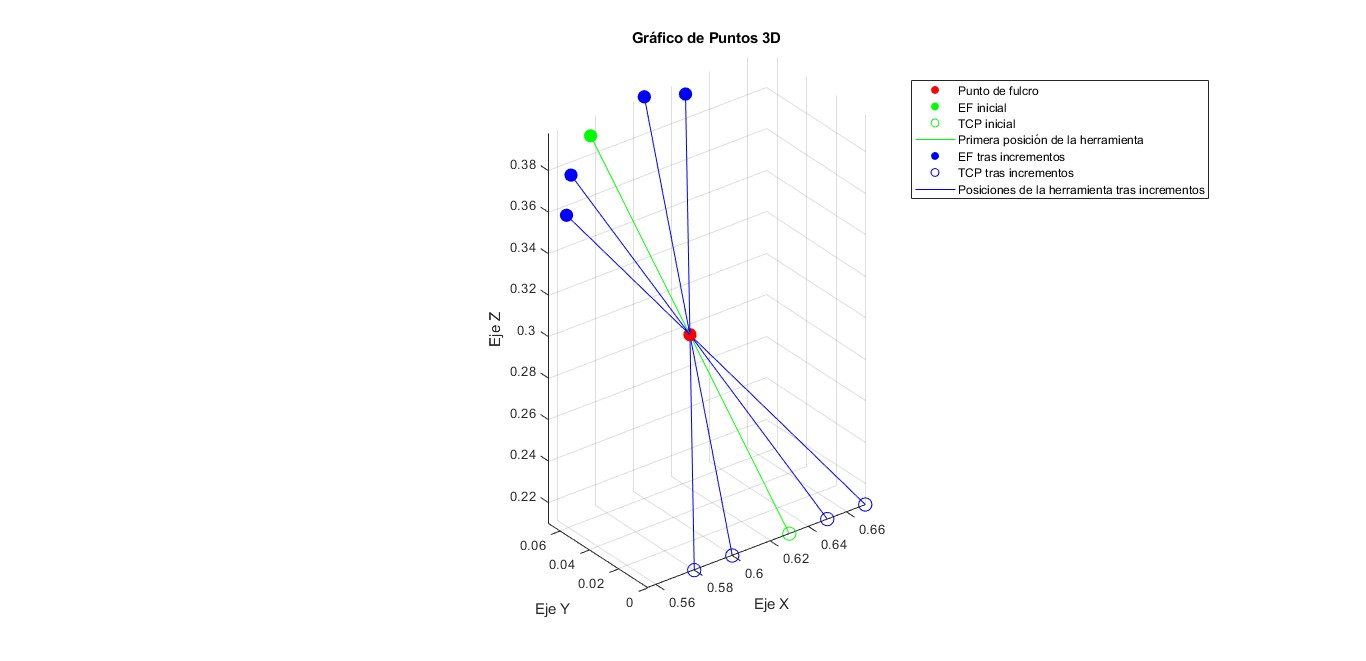 Gráfico de Puntos 3D
Punto de fulcro
EF inicial
TCP inicial
Primera posición de la herramienta
EF tras incrementos
TCP tras incrementos
Posiciones de la herramienta tras incrementos
Eje Z
0.38
0.36
0.34
0.32
0.3
0.28
0.26
0.24
0.22
0.06
0.04
0.02
0
Eje Y
0.56
0.58
0.6
0.62
0.64
0.66
Eje X